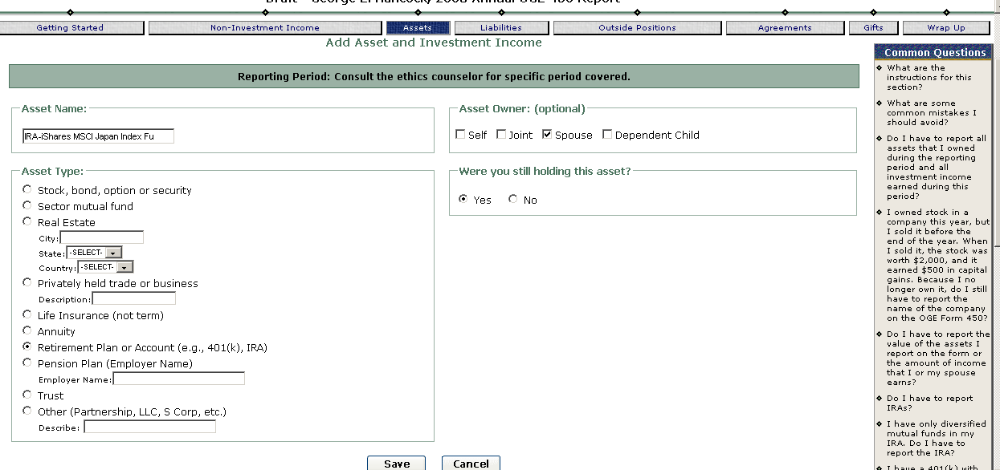 Getting Started Non-Investment Income Assets Liabilities Outside Positions Agreements Gifts Wrap Up
Add Asset and Investment Income
Reporting Period: Consult the ethics counselor for specific period covered.
Asset Name:
IRA-iShares MSCI Japan Index Fu
Asset Owner: (optional)
Self Joint Spouse Dependent Child
Asset Type:
Stock, bond, option or security
Sector mutual fund
Real Estate
City:
State: -SELECT-
Country: -SELECT-
Privately held trade or business
Description:
Life Insurance (not term)
Annuity
Retirement Plan or Account (e.g., 401(k), IRA)
Pension Plan (Employer Name)
Employer Name:
Trust
Other (Partnership, LLC, S Corp, etc.)
Describe:
Were you still holding this asset?
Yes No
Save Cancel
Common Questions
What are the
instructions for this
section?
What are some
common mistakes I
should avoid?
Do I have to report all
assets that I owned
during the reporting
period and all
investment income
earned during this
period?
I owned stock in a
company this year, but
I sold it before the
end of the year. When
I sold it, the stock was
worth $2,000, and it
earned $500 in capital
gains. Because I no
longer own it, do I still
have to report the
name of the company
on the OGE Form 450?
Do I have to report the
value of the assets I
report on the form or
the amount of income
that I or my spouse
earns?
Do I have to report
IRAs?
I have only diversified
mutual funds in my
IRA. Do I have to
report the IRA?
I have a 401(k) with